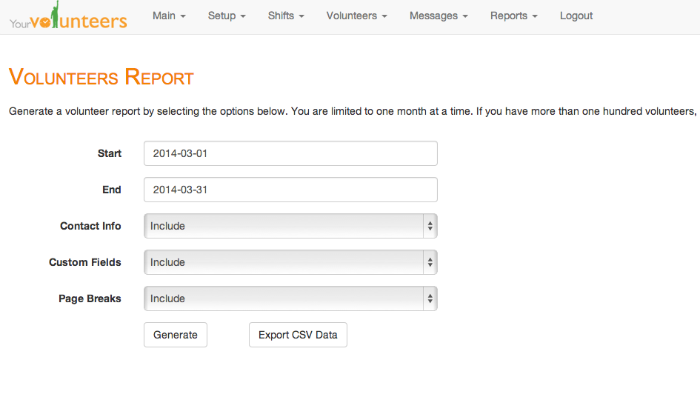 YourVolunteers
Main Setup Shifts Volunteers Messages Reports Logout
VOLUNTEERS REPORT
Generate a volunteer report by selecting the options below. You are limited to one month at a time. If you have more than one hundred volunteers,
Start 2014-03-01
End 2014-03-31
Contact Info Include
Custom Fields Include
Page Breaks Include
Generate Export CSV Data